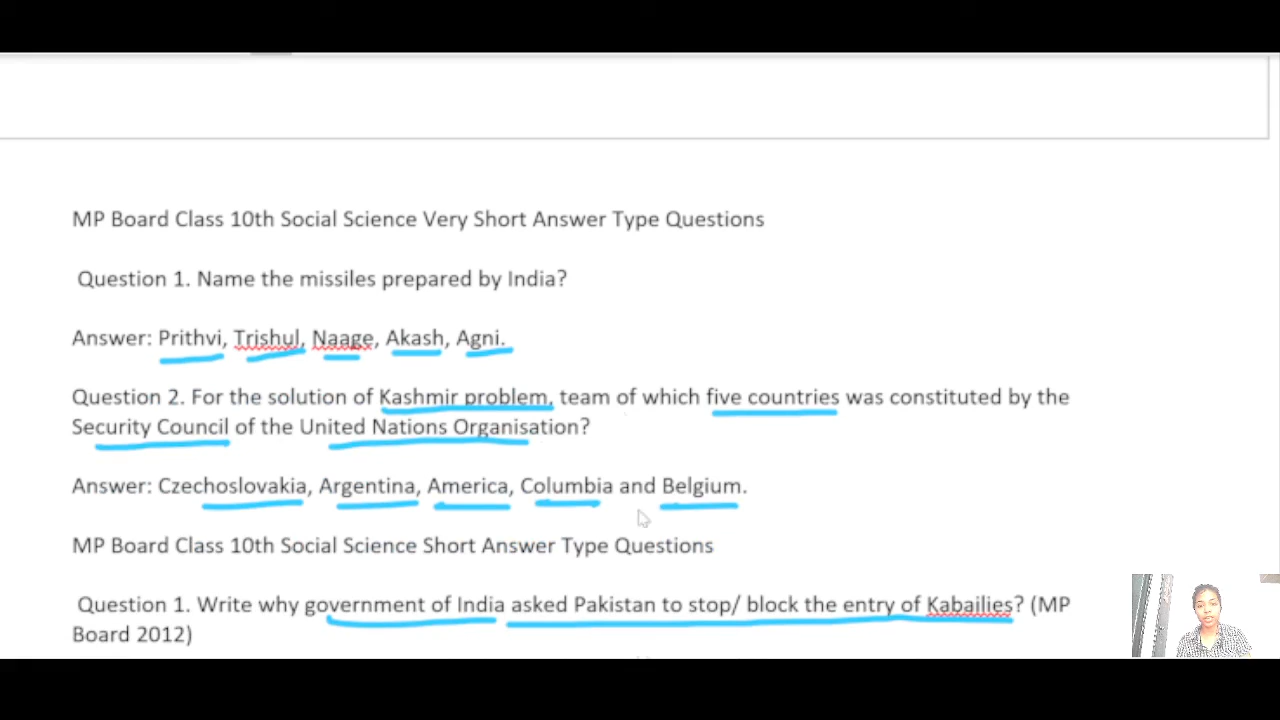 MP Board Class 10th Social Science Very Short Answer Type Questions
Question 1. Name the missiles prepared by India?
Answer: Prithvi, Trishul, Naage, Akash, Agni.
Question 2. For the solution of Kashmir problem, team of which five countries was constituted by the
Security Council of the United Nations Organisation?
Answer: Czechoslovakia, Argentina, America, Columbia and Belgium.
MP Board Class 10th Social Science Short Answer Type Questions
Question 1. Write why government of India asked Pakistan to stop/ block the entry of Kabailies? (MP
Board 2012)